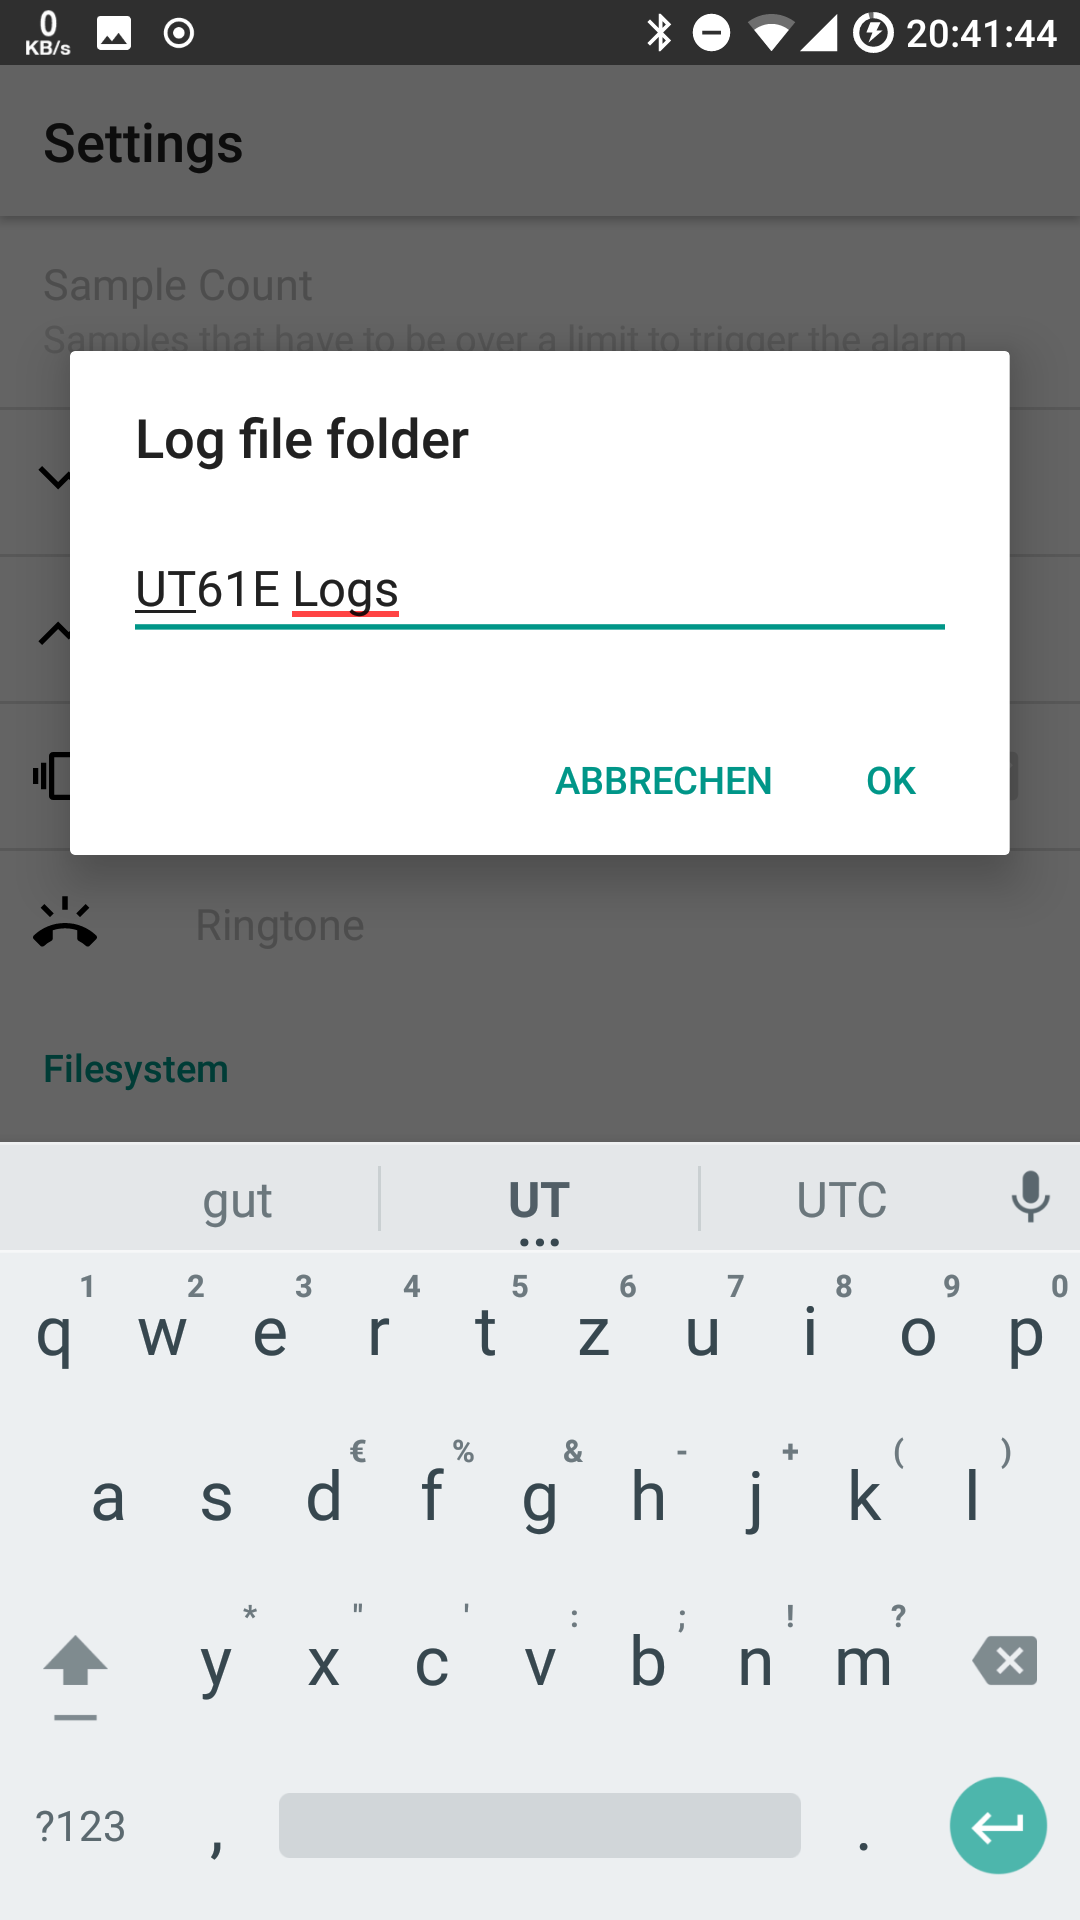 0
KB/s
20:41:44
Settings
Sample Count
Samples that have to be over a limit to trigger the alarm
Log file folder
UT61E Logs
ABBRECHEN OK
Ringtone
Filesystem
gut UT UTC
1 2 3 4 5 6 7 8 9 0
q w e r t z u i o p
€ % & - + ( )
a s d f g h j k l
* " ' : ; ! ?
y x c v b n m
?123 , .